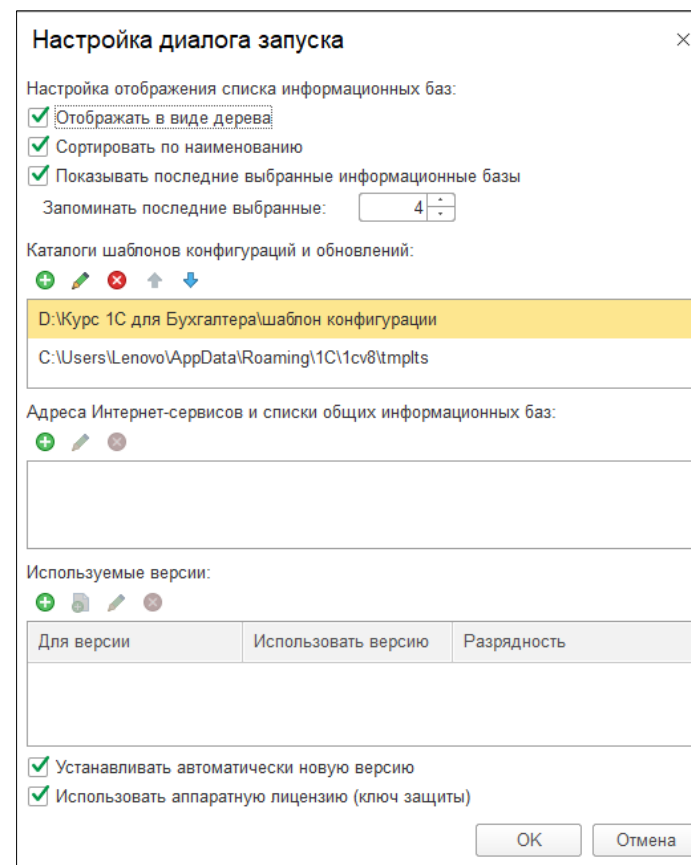 Настройка диалога запуска
Настройка отображения списка информационных баз:
Отображать в виде дерева
Сортировать по наименованию
Показывать последние выбранные информационные базы
Запоминать последние выбранные: 4
Каталоги шаблонов конфигураций и обновлений:
D:\Курс 1С для Бухгалтера\шаблон конфигурации
C:\Users\Lenovo\AppData\Roaming\1C\1cv8\tmplts
Адреса Интернет-сервисов и списки общих информационных баз:
Используемые версии:
Для версии Использовать версию Разрядность
Устанавливать автоматически новую версию
Использовать аппаратную лицензию (ключ защиты)
OK Отмена